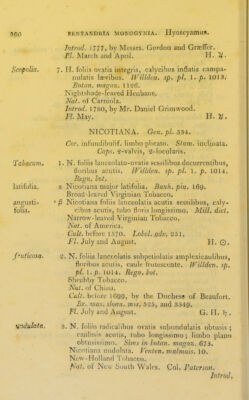 390 PENTANDRIA MONOGYNIA. Hyoscyamus.
Introd. 1777, by Messrs. Gordon and Græffer.
Fl. March and April. H. ♃.
Scopolia. 7. H. foliis ovatis integris, calycibus inflatis campa-
nulatis lævibus. Willden. sp. pl. 1. p. 1013.
Botan. magaz. 1126.
Nightshade-leaved Henbane.
Nat. of Carniola.
Introd. 1780, by Mr. Daniel Grimwood.
Fl. May. H. ♃.
NICOTIANA. Gen. pl. 334.
Cor. infundibulif. limbo plicato. Stam. inclinata.
Caps. 2-valvis, 2-locularis.
Tabacum. 1. N. foliis lanceolato-ovatis sessilibus decurrentibus,
floribus acutis. Willden. sp. pl. 1. p. 1014.
Regn. bot.
latifolia. α Nicotiana major latifolia. Bauh. pin. 169.
Broad-leaved Virginian Tobacco.
angusti- β Nicotiana foliis lanceolatis acutis sessilibus, caly-
folia. cibus acutis, tubo floris longissimo. Mill. dict.
Narrow-leaved Virginian Tobacco.
Nat. of America.
Cult. before 1570. Lobel. adv. 251.
Fl. July and August. H. ☉.
fruticosa. 2. N. foliis lanceolatis subpetiolatis amplexicaulibus,
floribus acutis, caule frutescente. Willden. sp.
pl. 1. p. 1014. Regn. bot.
Shrubby Tobacco.
Nat. of China.
Cult. before 1699, by the Duchess of Beaufort.
Br. mus. sloan. mss. 525, and 3349.
Fl. July and August. G. H. ♄.
undulata. 3. N. foliis radicalibus ovatis subundulatis obtusis;
caulinis acutis, tubo longissimo; limbo plano
obtusissimo. Sims in botan. magaz. 673.
Nicotiana undulata. Venten. malmais. 10.
New-Holland Tobacco.
Nat. of New South Wales. Col. Paterson.
Introd.